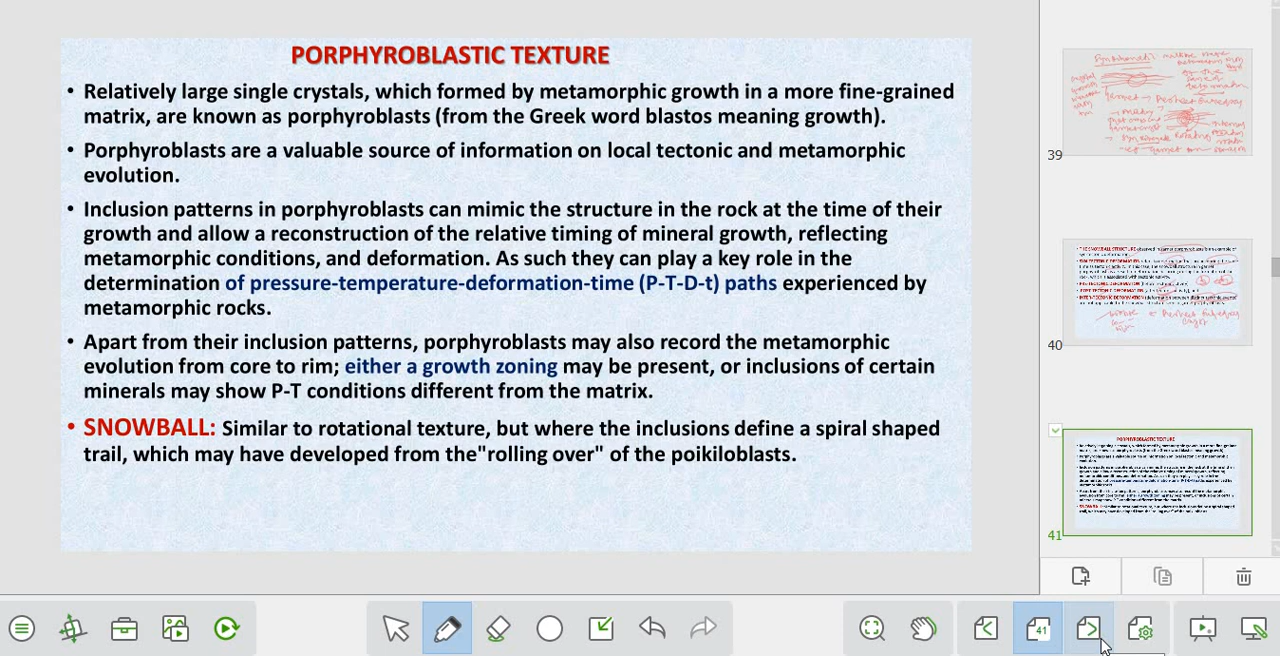 PORPHYROBLASTIC TEXTURE
• Relatively large single crystals, which formed by metamorphic growth in a more fine-grained
matrix, are known as porphyroblasts (from the Greek word blastos meaning growth).
• Porphyroblasts are a valuable source of information on local tectonic and metamorphic
evolution.
• Inclusion patterns in porphyroblasts can mimic the structure in the rock at the time of their
growth and allow a reconstruction of the relative timing of mineral growth, reflecting
metamorphic conditions, and deformation. As such they can play a key role in the
determination of pressure-temperature-deformation-time (P-T-D-t) paths experienced by
metamorphic rocks.
• Apart from their inclusion patterns, porphyroblasts may also record the metamorphic
evolution from core to rim; either a growth zoning may be present, or inclusions of certain
minerals may show P-T conditions different from the matrix.
• SNOWBALL: Similar to rotational texture, but where the inclusions define a spiral shaped
trail, which may have developed from the"rolling over" of the poikiloblasts.
39
40
PORPHYROBLASTIC TEXTURE
41
41